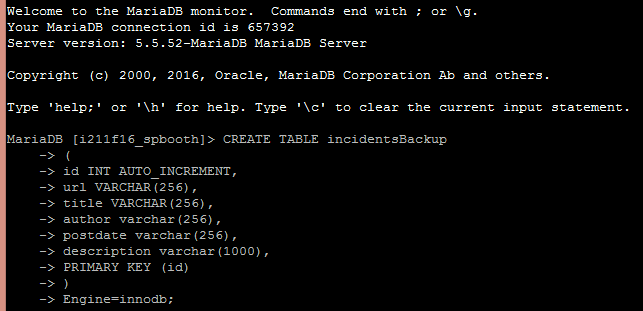 Welcome to the MariaDB monitor.  Commands end with ; or \g.
Your MariaDB connection id is 657392
Server version: 5.5.52-MariaDB MariaDB Server
Copyright (c) 2000, 2016, Oracle, MariaDB Corporation Ab and others.
Type 'help;' or '\h' for help. Type '\c' to clear the current input statement.
MariaDB [i211f16_spbooth]> CREATE TABLE incidentsBackup
    -> (
    -> id INT AUTO_INCREMENT,
    -> url VARCHAR(256),
    -> title VARCHAR(256),
    -> author varchar(256),
    -> postdate varchar(256),
    -> description varchar(1000),
    -> PRIMARY KEY (id)
    -> )
    -> Engine=innodb;